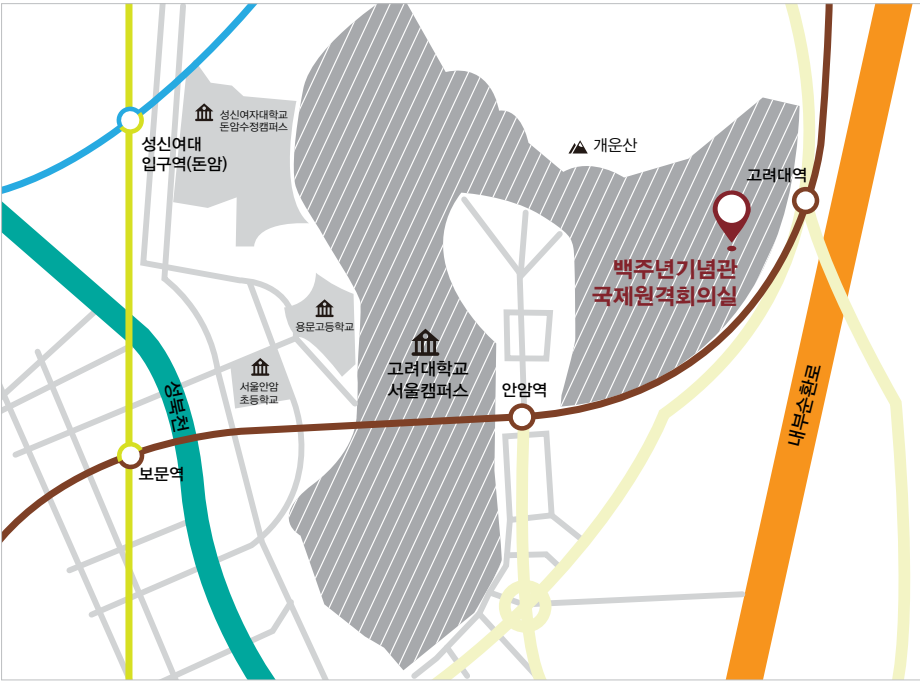 성신여자대학교
돈암수정캠퍼스
성신여대
입구역(돈암)
개운산
고려대역
백주년기념관
국제원격회의실
용문고등학교
고려대학교
서울캠퍼스
서울안암
초등학교
안암역
성북천
내부순환로
보문역